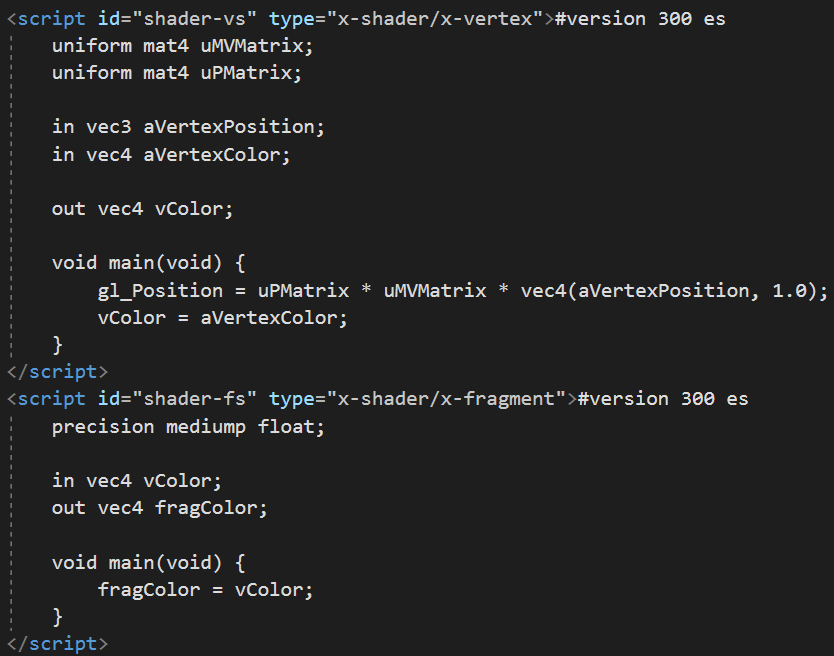 <script id="shader-vs" type="x-shader/x-vertex">#version 300 es
    uniform mat4 uMVMatrix;
    uniform mat4 uPMatrix;

    in vec3 aVertexPosition;
    in vec4 aVertexColor;

    out vec4 vColor;

    void main(void) {
        gl_Position = uPMatrix * uMVMatrix * vec4(aVertexPosition, 1.0);
        vColor = aVertexColor;
    }
</script>
<script id="shader-fs" type="x-shader/x-fragment">#version 300 es
    precision mediump float;

    in vec4 vColor;
    out vec4 fragColor;

    void main(void) {
        fragColor = vColor;
    }
</script>